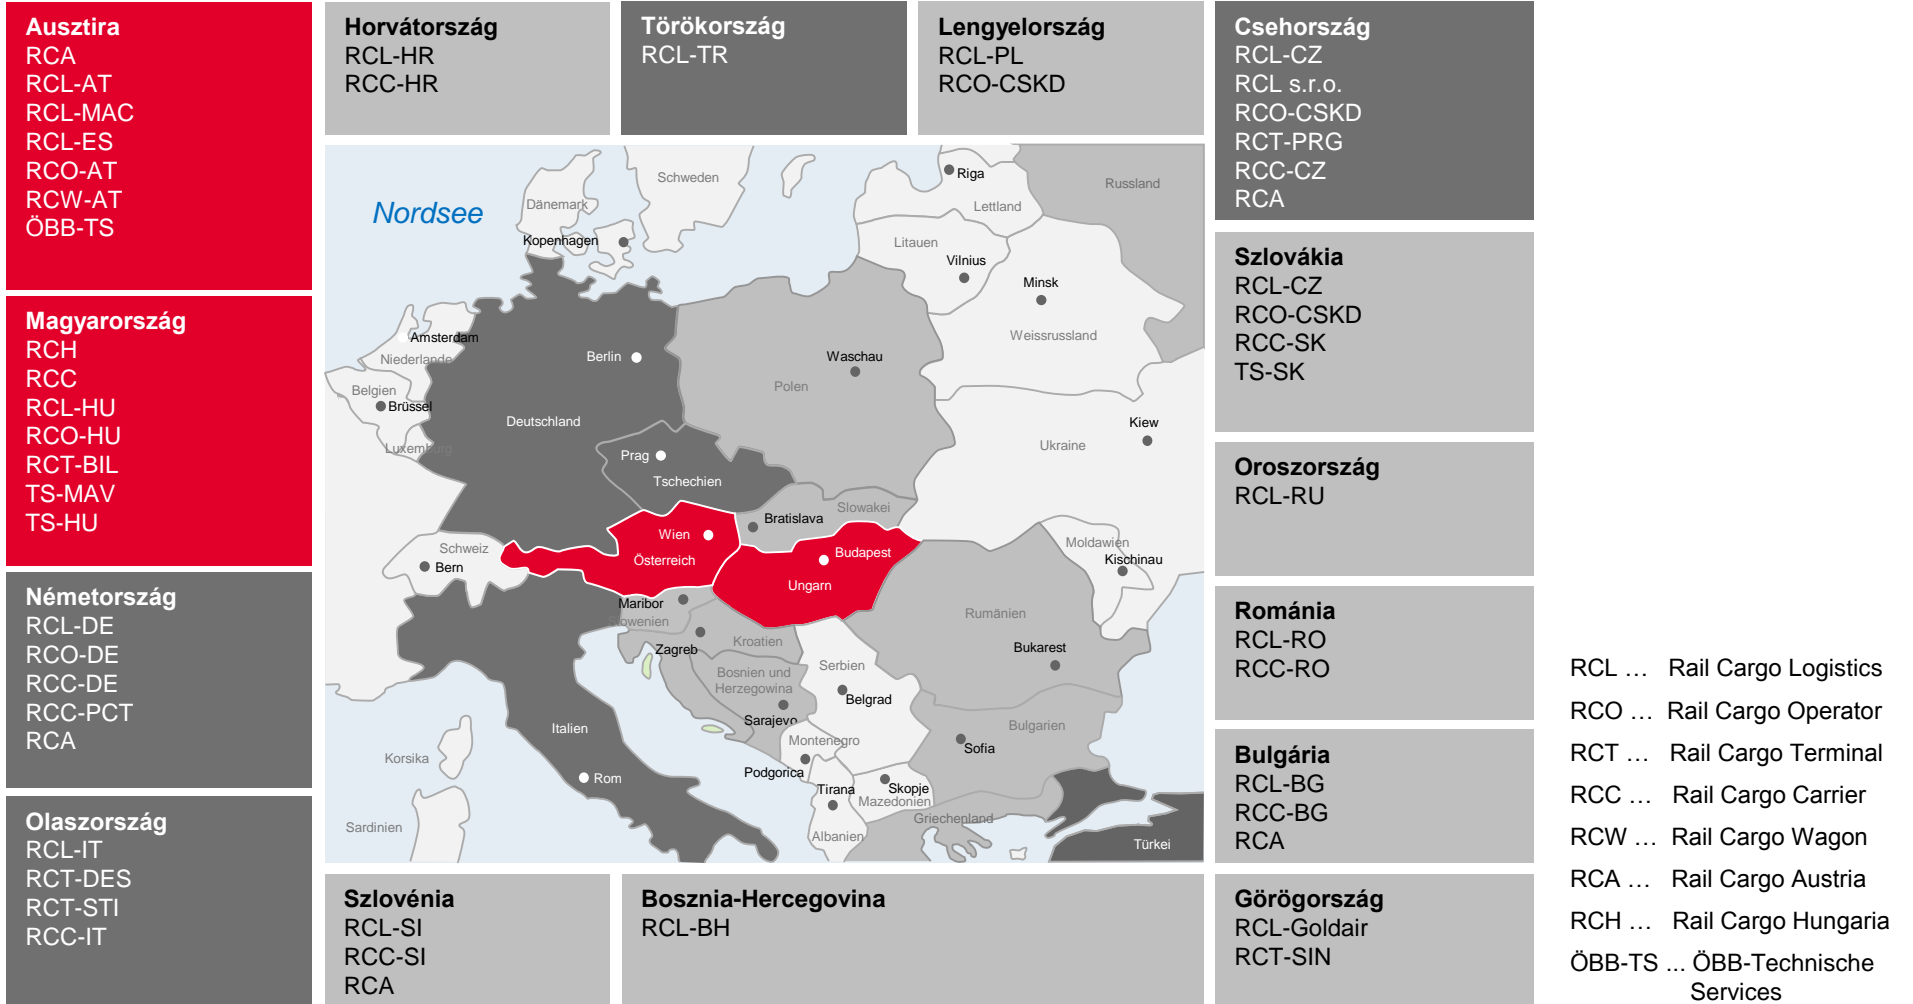 Ausztira
RCA
RCL-AT
RCL-MAC
RCL-ES
RCO-AT
RCW-AT
ÖBB-TS
Magyarország
RCH
RCC
RCL-HU
RCO-HU
RCT-BIL
TS-MAV
TS-HU
Németország
RCL-DE
RCO-DE
RCC-DE
RCC-PCT
RCA
Olaszország
RCL-IT
RCT-DES
RCT-STI
RCC-IT
Horvátország
RCL-HR
RCC-HR
Törökország
RCL-TR
Lengyelország
RCL-PL
RCO-CSKD
Csehország
RCL-CZ
RCL s.r.o.
RCO-CSKD
RCT-PRG
RCC-CZ
RCA
Szlovákia
RCL-CZ
RCO-CSKD
RCC-SK
TS-SK
Oroszország
RCL-RU
Románia
RCL-RO
RCC-RO
Bulgária
RCL-BG
RCC-BG
RCA
Görögország
RCL-Goldair
RCT-SIN
Szlovénia
RCL-SI
RCC-SI
RCA
Bosznia-Hercegovina
RCL-BH
Nordsee
Schweden
Riga
Russland
Dänemark
Lettland
Kopenhagen
Litauen
Vilnius
Minsk
Amsterdam
Weissrussland
Niederlande
Berlin
Waschau
Polen
Belgien
Brüssel
Deutschland
Kiew
Ukraine
Luxemburg
Prag
Tschechien
Slowakei
Bratislava
Wien
Österreich
Budapest
Ungarn
Moldawien
Kischinau
Schweiz
Bern
Maribor
Slowenien
Rumänien
Kroatien
Zagreb
Bukarest
Serbien
Bosnien und
Herzegowina
Belgrad
Sarajevo
Italien
Bulgarien
Montenegro
Sofia
Korsika
Podgorica
Rom
Tirana
Skopje
Mazedonien
Griechenland
Sardinien
Albanien
Türkei
RCL … Rail Cargo Logistics
RCO … Rail Cargo Operator
RCT … Rail Cargo Terminal
RCC … Rail Cargo Carrier
RCW … Rail Cargo Wagon
RCA … Rail Cargo Austria
RCH … Rail Cargo Hungaria
ÖBB-TS ... ÖBB-Technische
Services